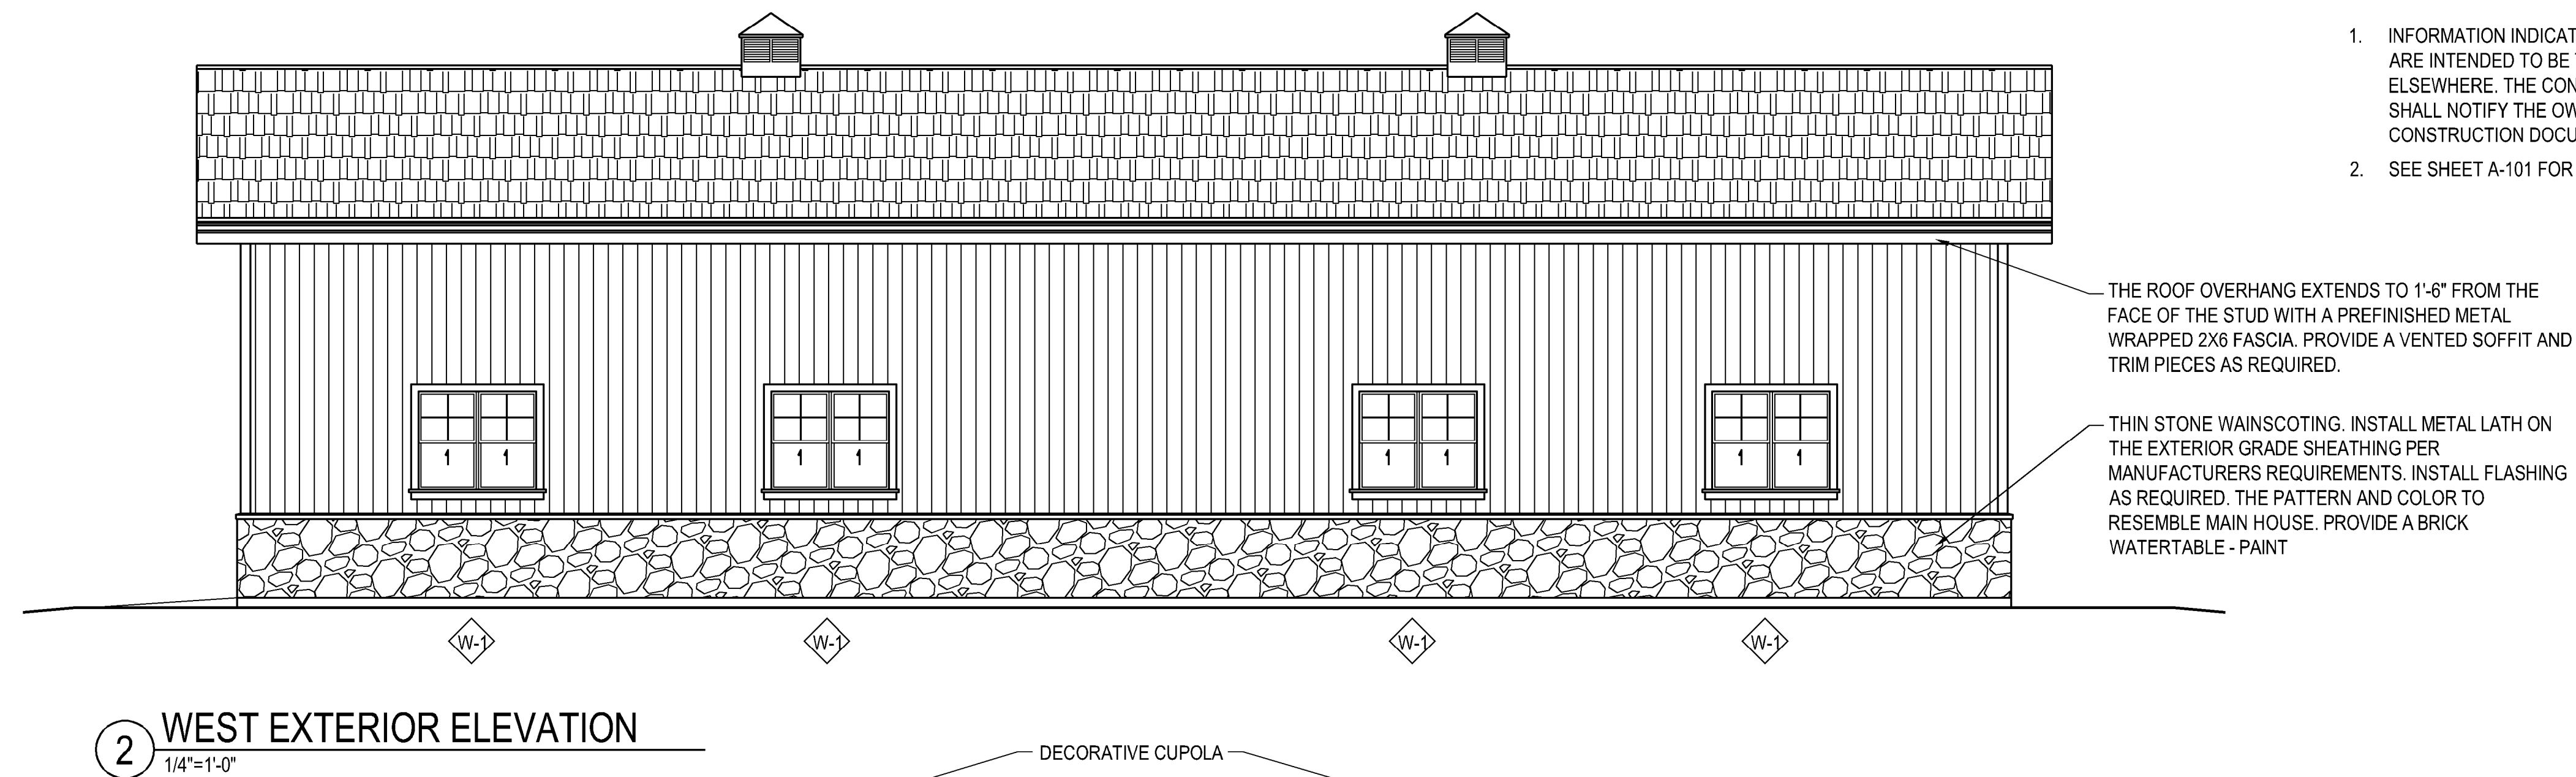 1. INFORMATION INDICAT
ARE INTENDED TO BE
ELSEWHERE. THE CON
SHALL NOTIFY THE OW
CONSTRUCTION DOCU
2. SEE SHEET A-101 FOR
THE ROOF OVERHANG EXTENDS TO 1'-6" FROM THE
FACE OF THE STUD WITH A PREFINISHED METAL
WRAPPED 2X6 FASCIA. PROVIDE A VENTED SOFFIT AND
TRIM PIECES AS REQUIRED.
THIN STONE WAINSCOTING. INSTALL METAL LATH ON
THE EXTERIOR GRADE SHEATHING PER
MANUFACTURERS REQUIREMENTS. INSTALL FLASHING
AS REQUIRED. THE PATTERN AND COLOR TO
RESEMBLE MAIN HOUSE. PROVIDE A BRICK
WATERTABLE - PAINT
1 1 1 1 1 1 1 1
W-1 W-1 W-1 W-1
2 WEST EXTERIOR ELEVATION
1/4"=1'-0"
DECORATIVE CUPOLA